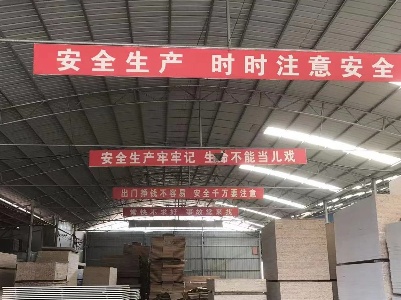 安全生产 时时注意安全
安全生产牢牢记 生命不能当儿戏
出门挣钱不容易 安全千万要注意